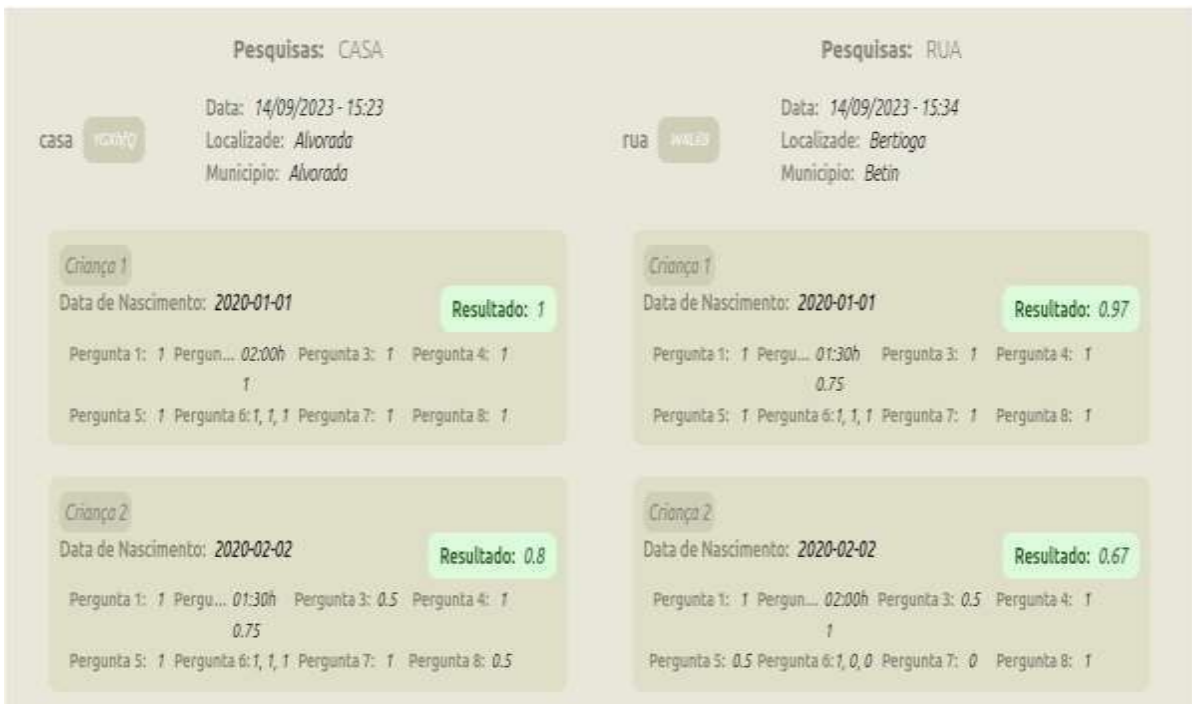 Pesquisas: CASA
casa
Data: 14/09/2023 - 15:23
Localizade: Alvorada
Municipio: Alvorada
Criança 1
Data de Nascimento: 2020-01-01
Resultado: 1
Pergunta 1: 1 Pergun... 02:00h Pergunta 3: 1 Pergunta 4: 1
1
Pergunta 5: 1 Pergunta 6: 1, 1, 1 Pergunta 7: 1 Pergunta 8: 1
Criança 2
Data de Nascimento: 2020-02-02
Resultado: 0.8
Pergunta 1: 1 Pergu... 01:30h Pergunta 3: 0.5 Pergunta 4: 1
0.75
Pergunta 5: 1 Pergunta 6: 1, 1, 1 Pergunta 7: 1 Pergunta 8: 0.5
Pesquisas: RUA
rua
Data: 14/09/2023 - 15:34
Localizade: Bertioga
Municipio: Betin
Criança 1
Data de Nascimento: 2020-01-01
Resultado: 0.97
Pergunta 1: 1 Pergu... 01:30h Pergunta 3: 1 Pergunta 4: 1
0.75
Pergunta 5: 1 Pergunta 6: 1, 1, 1 Pergunta 7: 1 Pergunta 8: 1
Criança 2
Data de Nascimento: 2020-02-02
Resultado: 0.67
Pergunta 1: 1 Pergun... 02:00h Pergunta 3: 0.5 Pergunta 4: 1
1
Pergunta 5: 0.5 Pergunta 6: 1, 0, 0 Pergunta 7: 0 Pergunta 8: 1